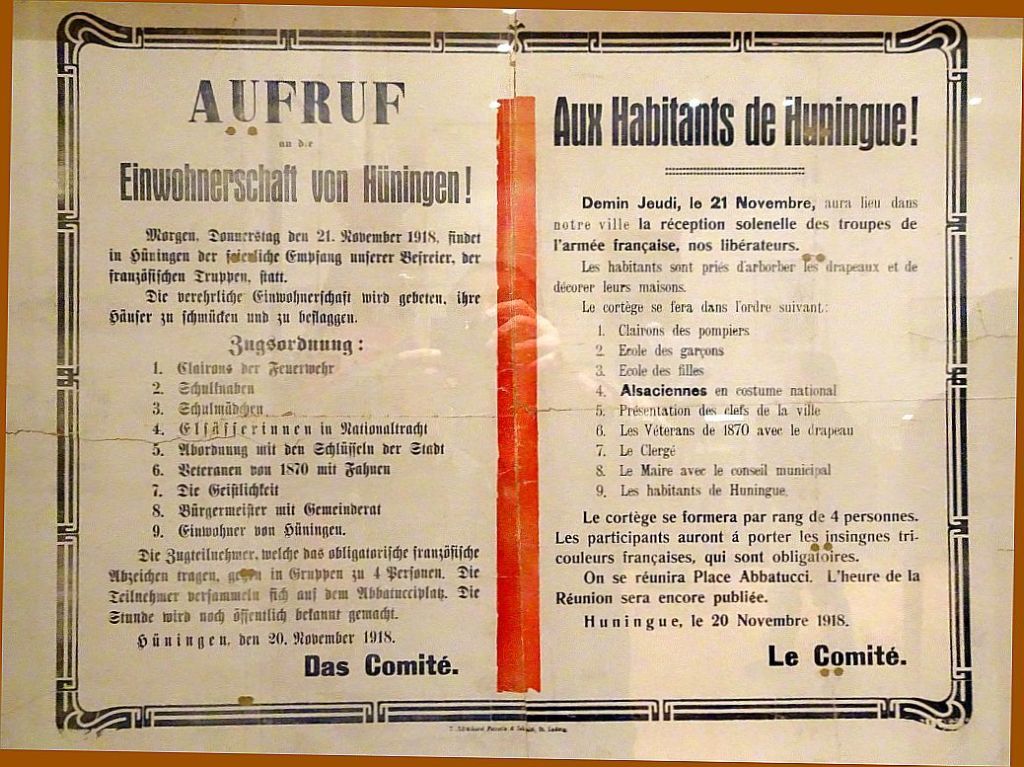 AUFRUF
an die
Einwohnerschaft von Hüningen!
Morgen, Donnerstag den 21. November 1918, findet
in Hüningen der feierliche Empfang unserer Befreier, der
französischen Truppen, statt.
Die verehrliche Einwohnerschaft wird gebeten, ihre
Häuser zu schmücken und zu beflaggen.
Zugsordnung:
1. Clairons der Feuerwehr
2. Schulknaben
3. Schulmädchen
4. Elsässerinnen in Nationaltracht
5. Abordnung mit den Schlüsseln der Stadt
6. Veteranen von 1870 mit Fahnen
7. Die Geistlichkeit
8. Bürgermeister mit Gemeinderat
9. Einwohner von Hüningen.
Die Zugteilnehmer, welche das obligatorische französische
Abzeichen tragen, gehen in Gruppen zu 4 Personen. Die
Teilnehmer versammeln sich auf dem Abbatucciplatz. Die
Stunde wird noch öffentlich bekannt gemacht.
Hüningen, den 20. November 1918.
Das Comité.
Aux Habitants de Huningue!
Demin Jeudi, le 21 Novembre, aura lieu dans
notre ville la réception solenelle des troupes de
l'armée française, nos libérateurs.
Les habitants sont priés d'arborber les drapeaux et de
décorer leurs maisons.
Le cortège se fera dans l'ordre suivant:
1. Clairons des pompiers
2. Ecole des garçons
3. Ecole des filles
4. Alsaciennes en costume national
5. Présentation des clefs de la ville
6. Les Véterans de 1870 avec le drapeau
7. Le Clergé
8. Le Maire avec le conseil municipal
9. Les habitants de Huningue.
Le cortège se formera par rang de 4 personnes.
Les participants auront á porter les insingnes tri-
couleurs françaises, qui sont obligatoires.
On se réunira Place Abbatucci. L'heure de la
Réunion sera encore publiée.
Huningue, le 20 Novembre 1918.
Le Comité.